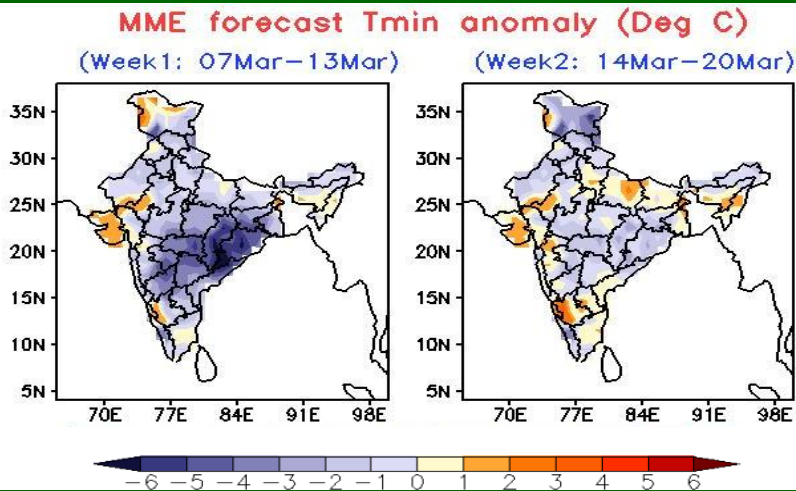 MME forecast Tmin anomaly (Deg C)
(Week1: 07Mar-13Mar) (Week2: 14Mar-20Mar)
35N 35N
30N 30N
25N 25N
20N 20N
15N 15N
10N 10N
5N 5N
70E 77E 84E 91E 98E 70E 77E 84E 91E 98E
-6 -5 -4 -3 -2 -1 0 1 2 3 4 5 6